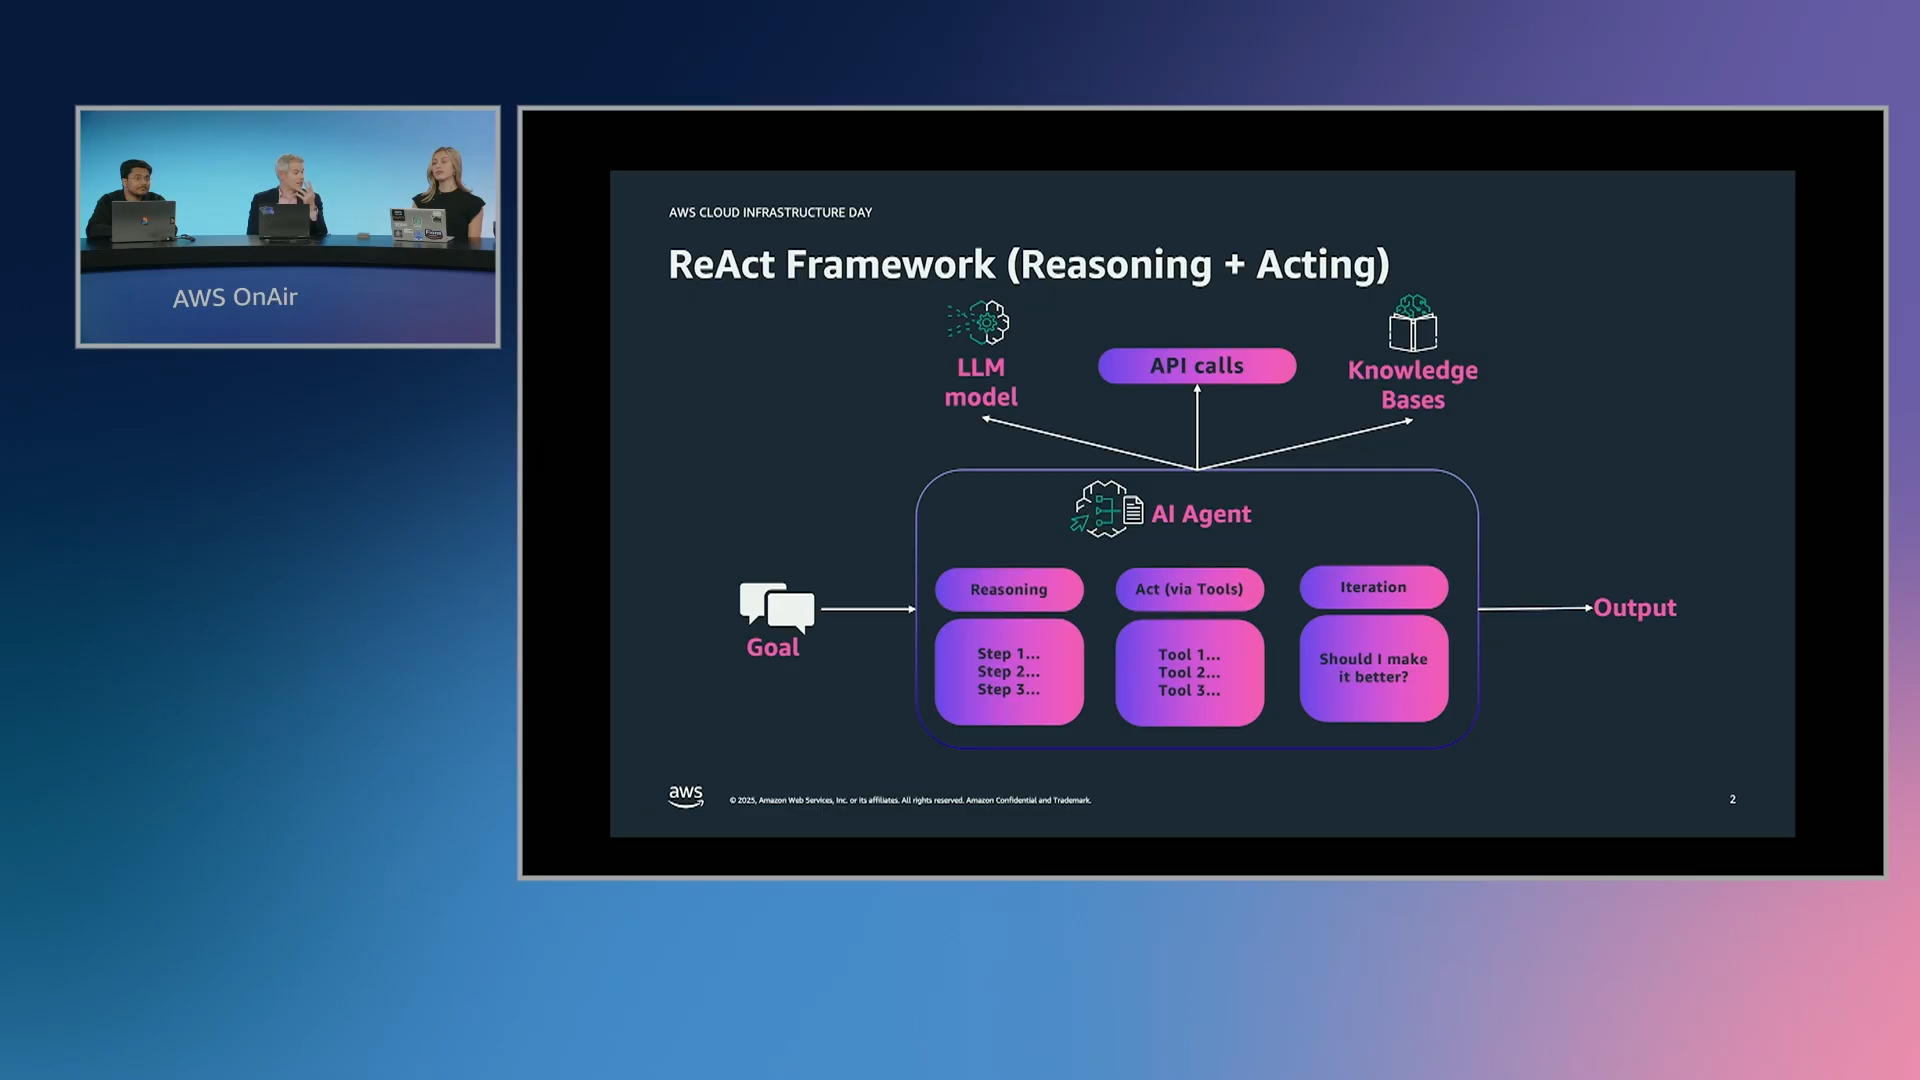 AWS OnAir
AWS CLOUD INFRASTRUCTURE DAY
ReAct Framework (Reasoning + Acting)
LLM
model
API calls
Knowledge
Bases
AI Agent
Goal
Reasoning
Step 1...
Step 2...
Step 3...
Act (via Tools)
Tool 1...
Tool 2...
Tool 3...
Iteration
Should I make
it better?
Output
aws
© 2025, Amazon Web Services, Inc. or its affiliates. All rights reserved. Amazon Confidential and Trademark.
2